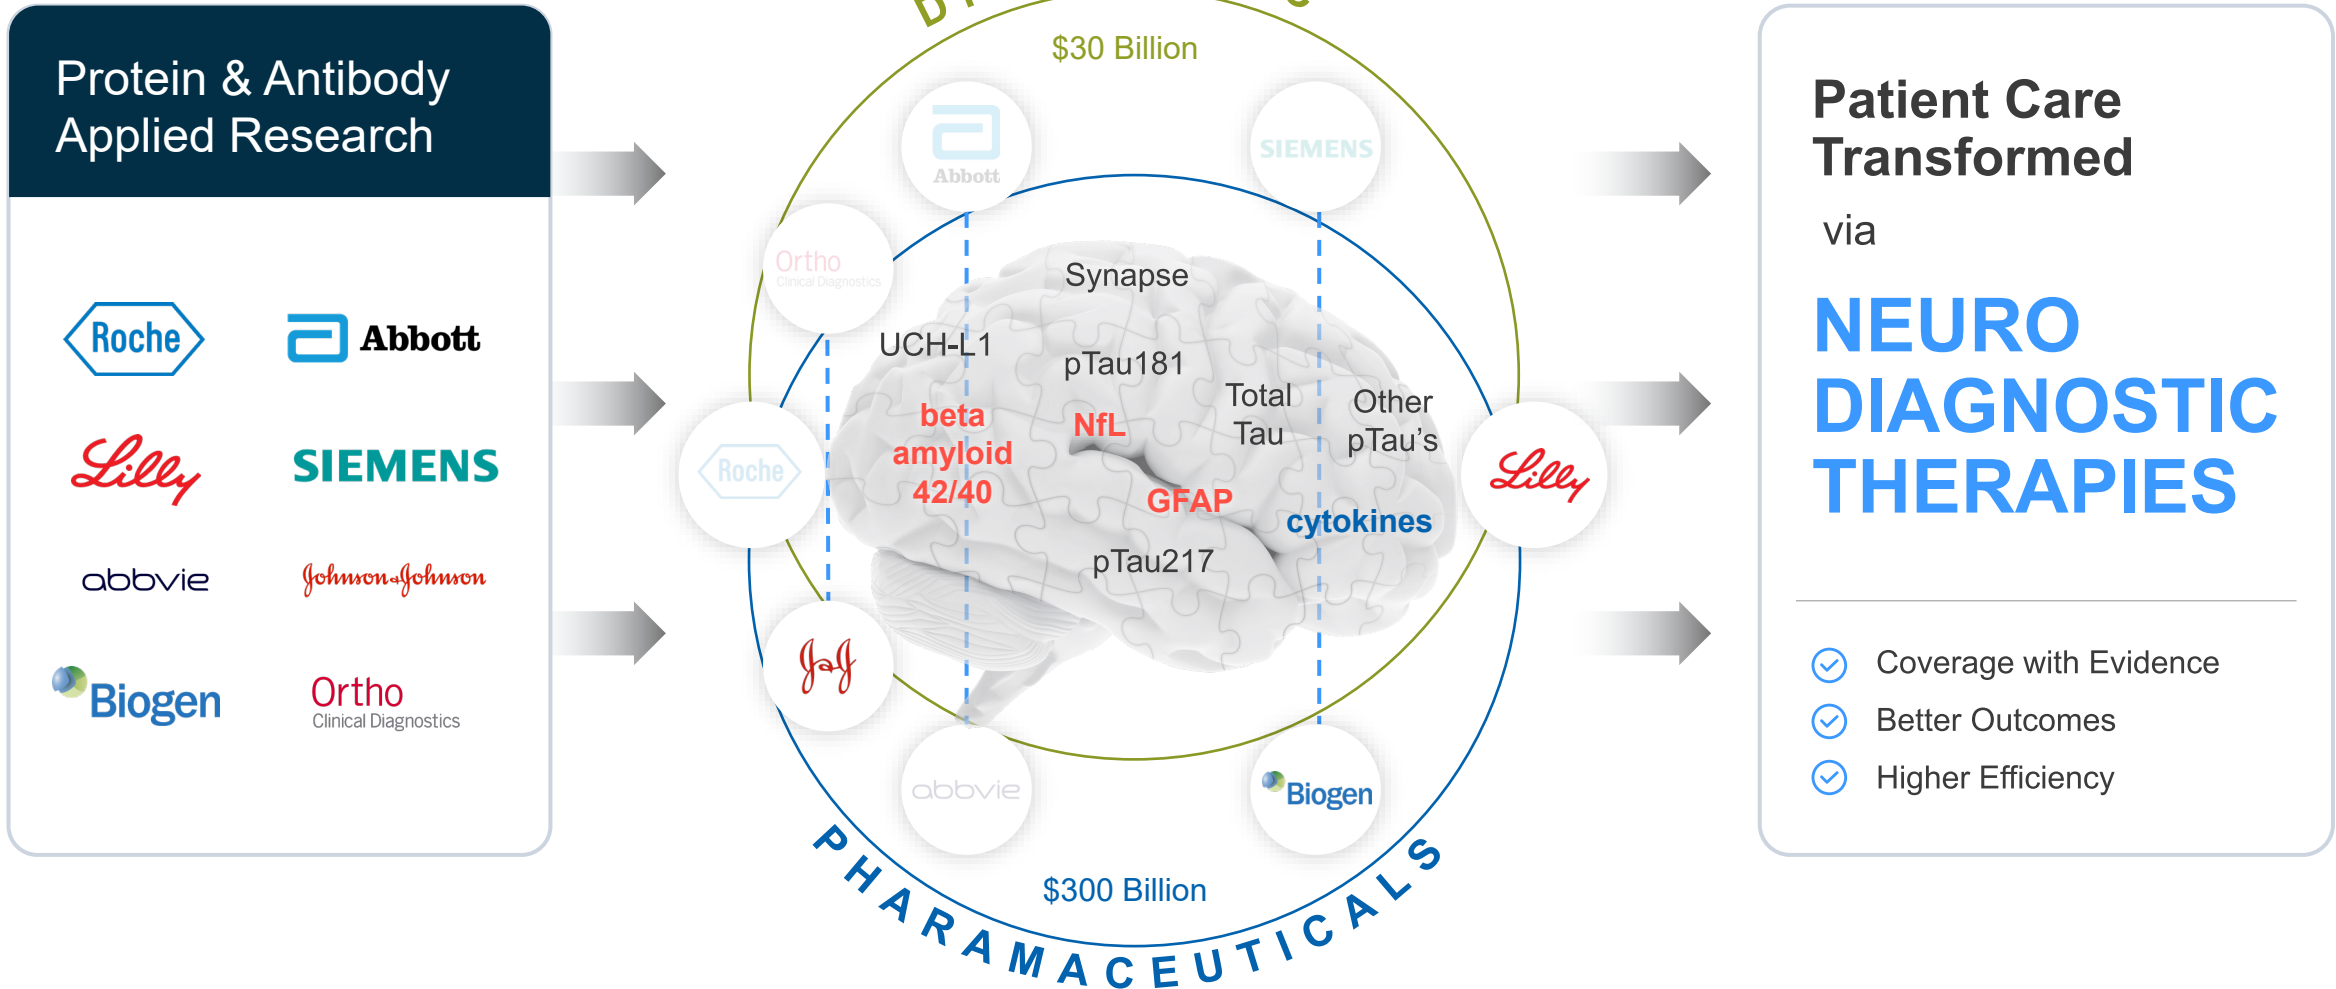 Protein & Antibody
Applied Research
Roche
Abbott
Lilly
SIEMENS
abbvie
Johnson&Johnson
Biogen
Ortho
Clinical Diagnostics
$30 Billion
Abbott
SIEMENS
Ortho
Clinical Diagnostics
Roche
Lilly
J&J
abbvie
Biogen
Synapse
UCH-L1
pTau181
beta
amyloid
42/40
NfL
Total
Tau
Other
pTau's
GFAP
cytokines
pTau217
$300 Billion
PHARAMACEUTICALS
Patient Care
Transformed
via
NEURO
DIAGNOSTIC
THERAPIES
Coverage with Evidence
Better Outcomes
Higher Efficiency